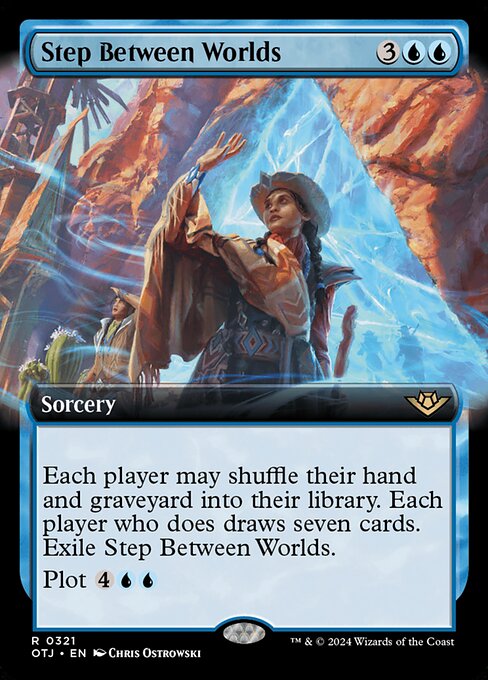 Step Between Worlds 3
Sorcery
Each player may shuffle their hand
and graveyard into their library. Each
player who does draws seven cards.
Exile Step Between Worlds.
Plot 4
R 0321 ™ & © 2024 Wizards of the Coast
OTJ • EN Chris Ostrowski